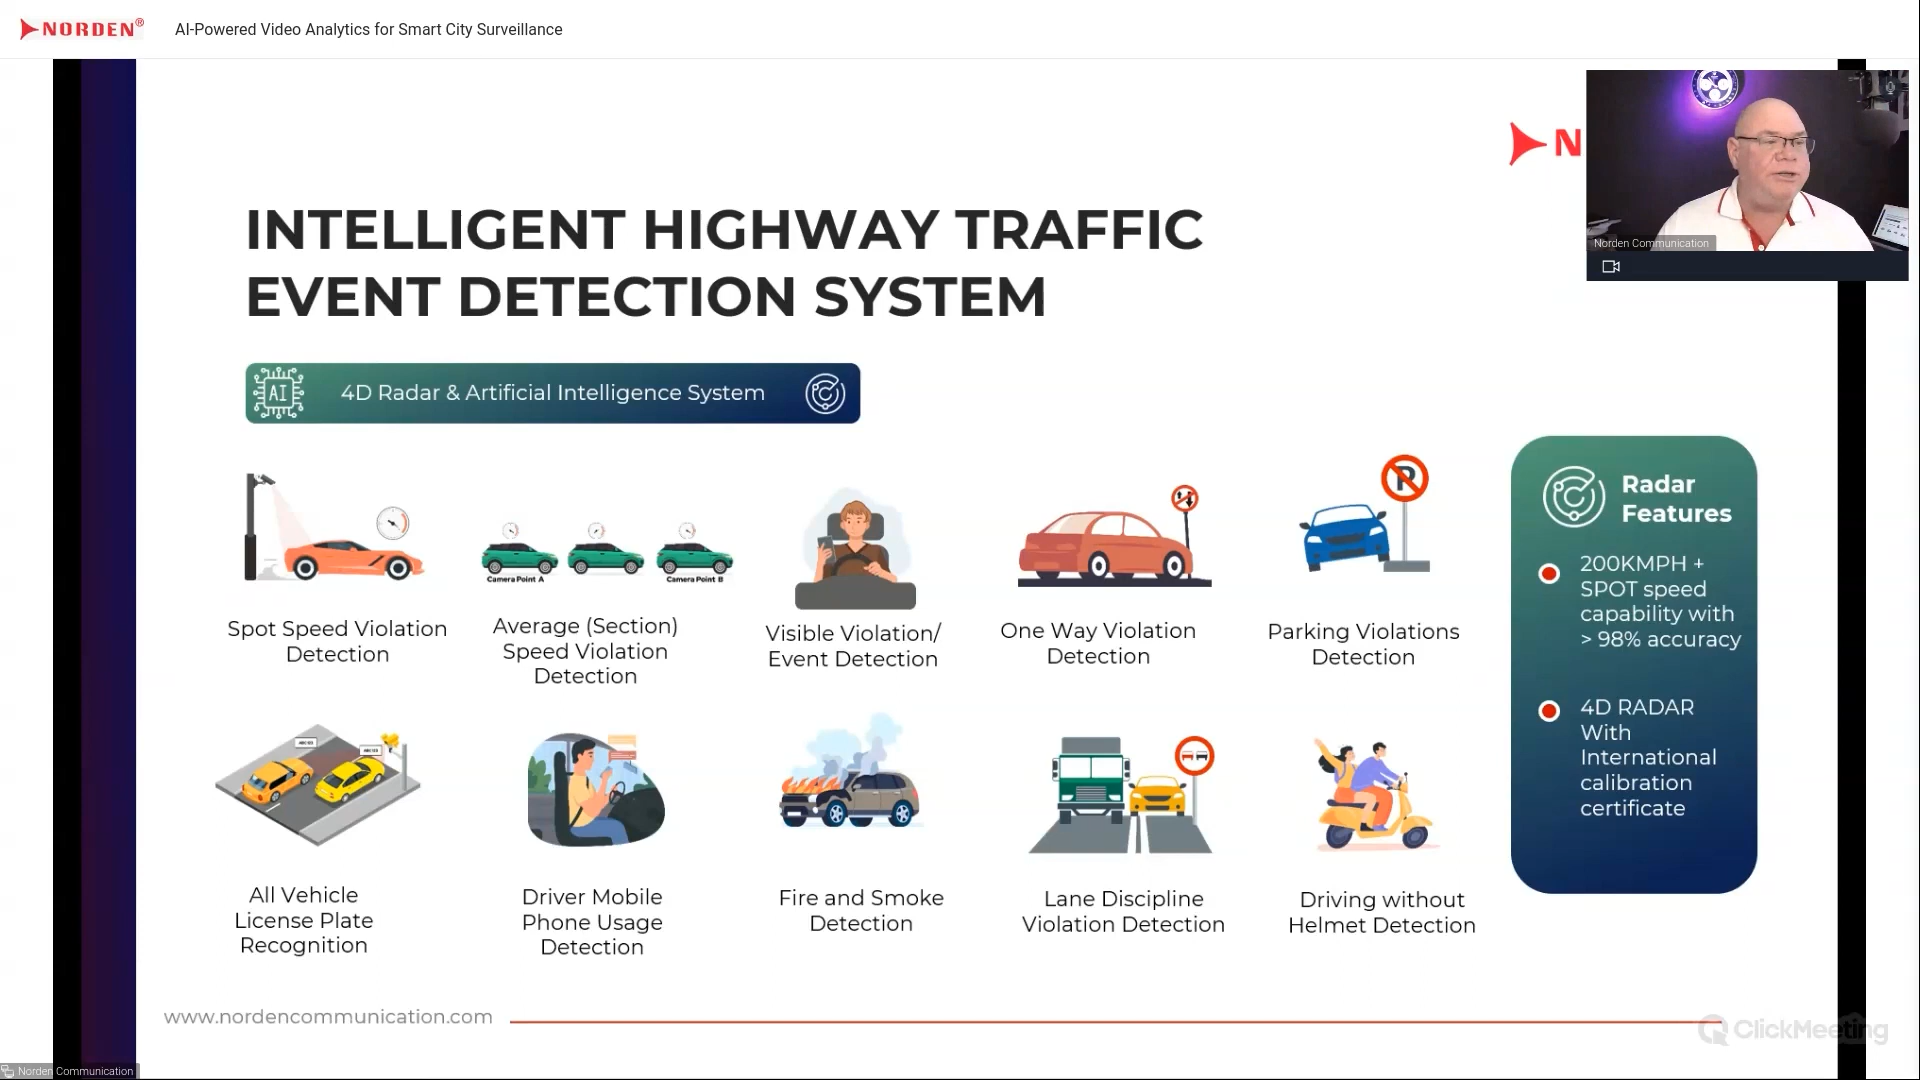 NORDEN®
AI-Powered Video Analytics for Smart City Surveillance
N
Norden Communication
INTELLIGENT HIGHWAY TRAFFIC
EVENT DETECTION SYSTEM
AI
4D Radar & Artificial Intelligence System
Camera Point A
Camera Point B
P
Spot Speed Violation
Detection
Average (Section)
Speed Violation
Detection
Visible Violation/
Event Detection
One Way Violation
Detection
Parking Violations
Detection
All Vehicle
License Plate
Recognition
Driver Mobile
Phone Usage
Detection
Fire and Smoke
Detection
Lane Discipline
Violation Detection
Driving without
Helmet Detection
Radar
Features
200KMPH +
SPOT speed
capability with
> 98% accuracy
4D RADAR
With
International
calibration
certificate
www.nordencommunication.com
ClickMeeting
Norden Communication